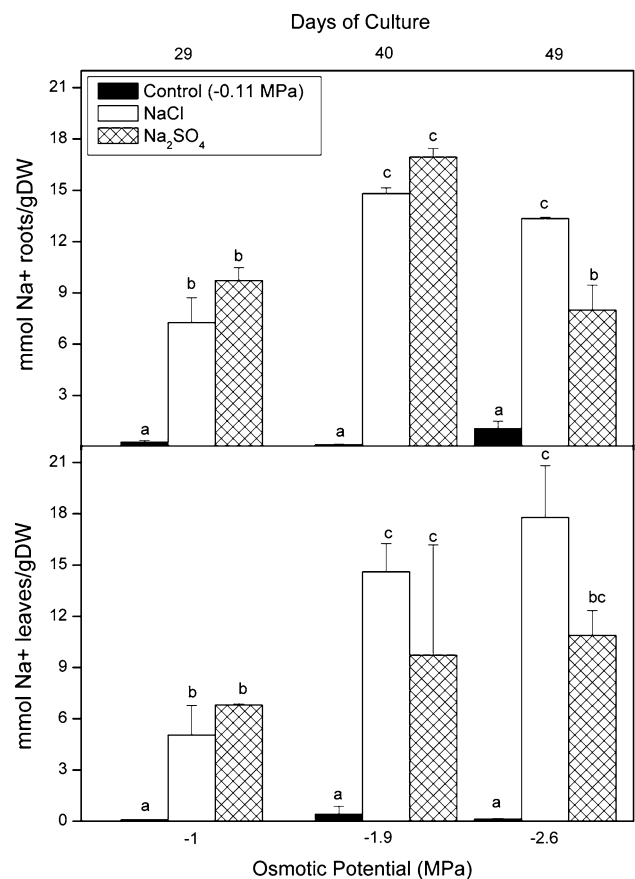 Days of Culture
29 40 49
Control (-0.11 MPa)
NaCl
Na₂SO₄
mmol Na+ roots/gDW
21
18
15
12
9
6
3
a b b
a c c
a c b
mmol Na+ leaves/gDW
21
18
15
12
9
6
3
0
a b b
a c c
a c bc
-1 -1.9 -2.6
Osmotic Potential (MPa)